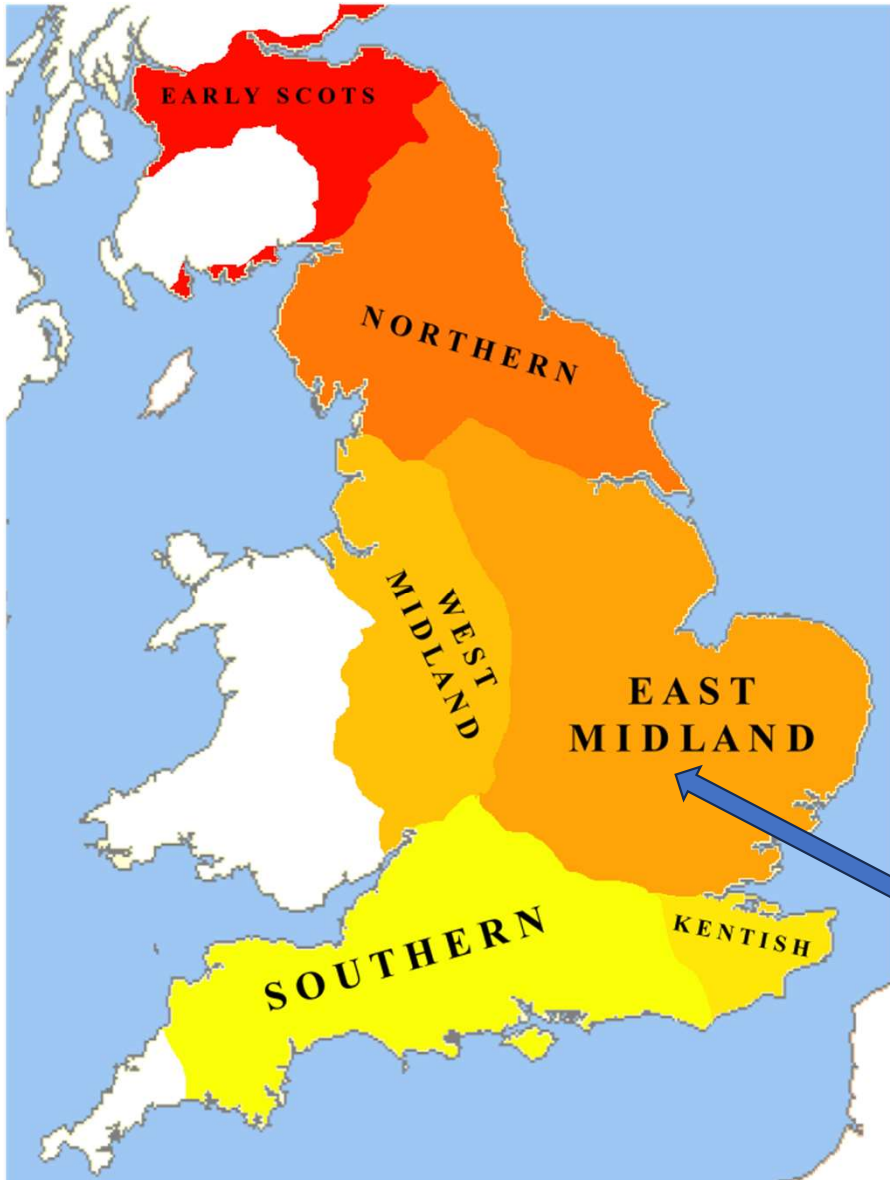 EARLY SCOTS
NORTHERN
WEST
MIDLAND
EAST
MIDLAND
SOUTHERN
KENTISH